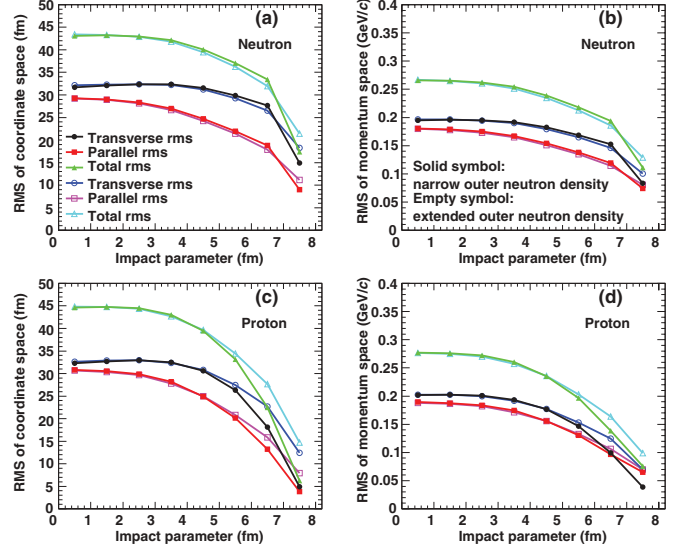 RMS of coordinate space (fm)
50
45
40
35
30
25
20
15
10
5
0
(a)
Neutron
Transverse rms
Parallel rms
Total rms
Transverse rms
Parallel rms
Total rms
0 1 2 3 4 5 6 7 8
Impact parameter (fm)
RMS of momentum space (GeV/c)
0.4
0.35
0.3
0.25
0.2
0.15
0.1
0.05
0
(b)
Neutron
Solid symbol:
narrow outer neutron density
Empty symbol:
extended outer neutron density
0 1 2 3 4 5 6 7 8
Impact parameter (fm)
RMS of coordinate space (fm)
50
45
40
35
30
25
20
15
10
5
0
(c)
Proton
0 1 2 3 4 5 6 7 8
Impact parameter (fm)
RMS of momentum space (GeV/c)
0.4
0.35
0.3
0.25
0.2
0.15
0.1
0.05
0
(d)
Proton
0 1 2 3 4 5 6 7 8
Impact parameter (fm)